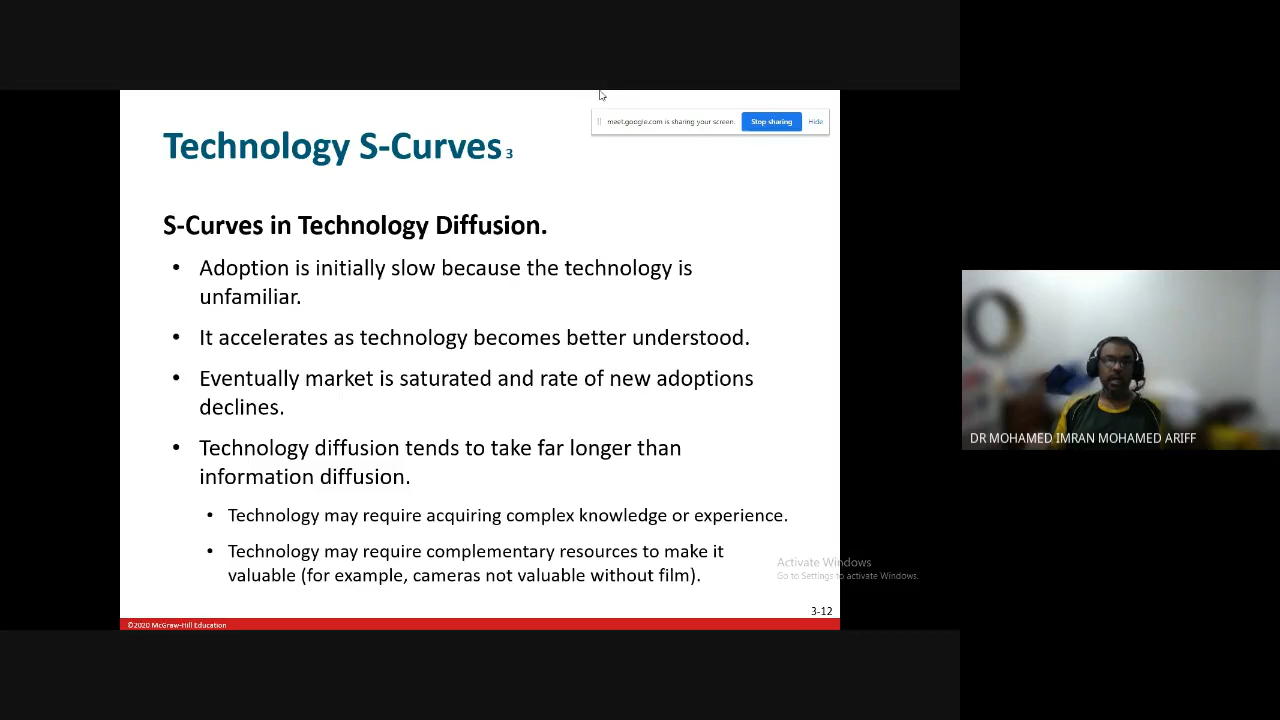 meet.google.com is sharing your screen.
Stop sharing
Hide
Technology S-Curves 3
S-Curves in Technology Diffusion.
• Adoption is initially slow because the technology is
unfamiliar.
• It accelerates as technology becomes better understood.
• Eventually market is saturated and rate of new adoptions
declines.
• Technology diffusion tends to take far longer than
information diffusion.
• Technology may require acquiring complex knowledge or experience.
• Technology may require complementary resources to make it
valuable (for example, cameras not valuable without film).
Activate Windows
Go to Settings to activate Windows.
3-12
©2020 McGraw-Hill Education
DR MOHAMED IMRAN MOHAMED ARIFF